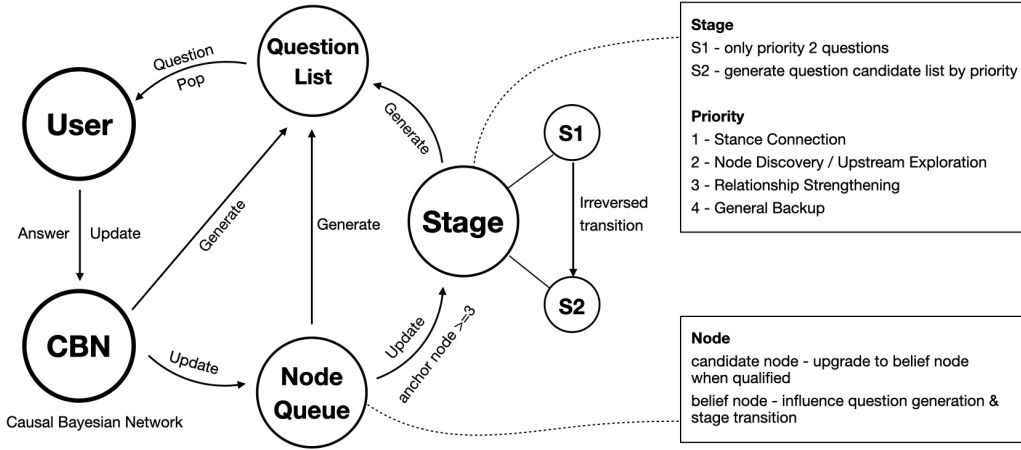 Question
List
Question
Pop
User
Answer
Update
CBN
Causal Bayesian Network
Generate
Generate
Generate
Update
Node
Queue
Update
anchor node >=3
Stage
S1
Irreversed
transition
S2
Stage
S1 - only priority 2 questions
S2 - generate question candidate list by priority
Priority
1 - Stance Connection
2 - Node Discovery / Upstream Exploration
3 - Relationship Strengthening
4 - General Backup
Node
candidate node - upgrade to belief node
when qualified
belief node - influence question generation &
stage transition